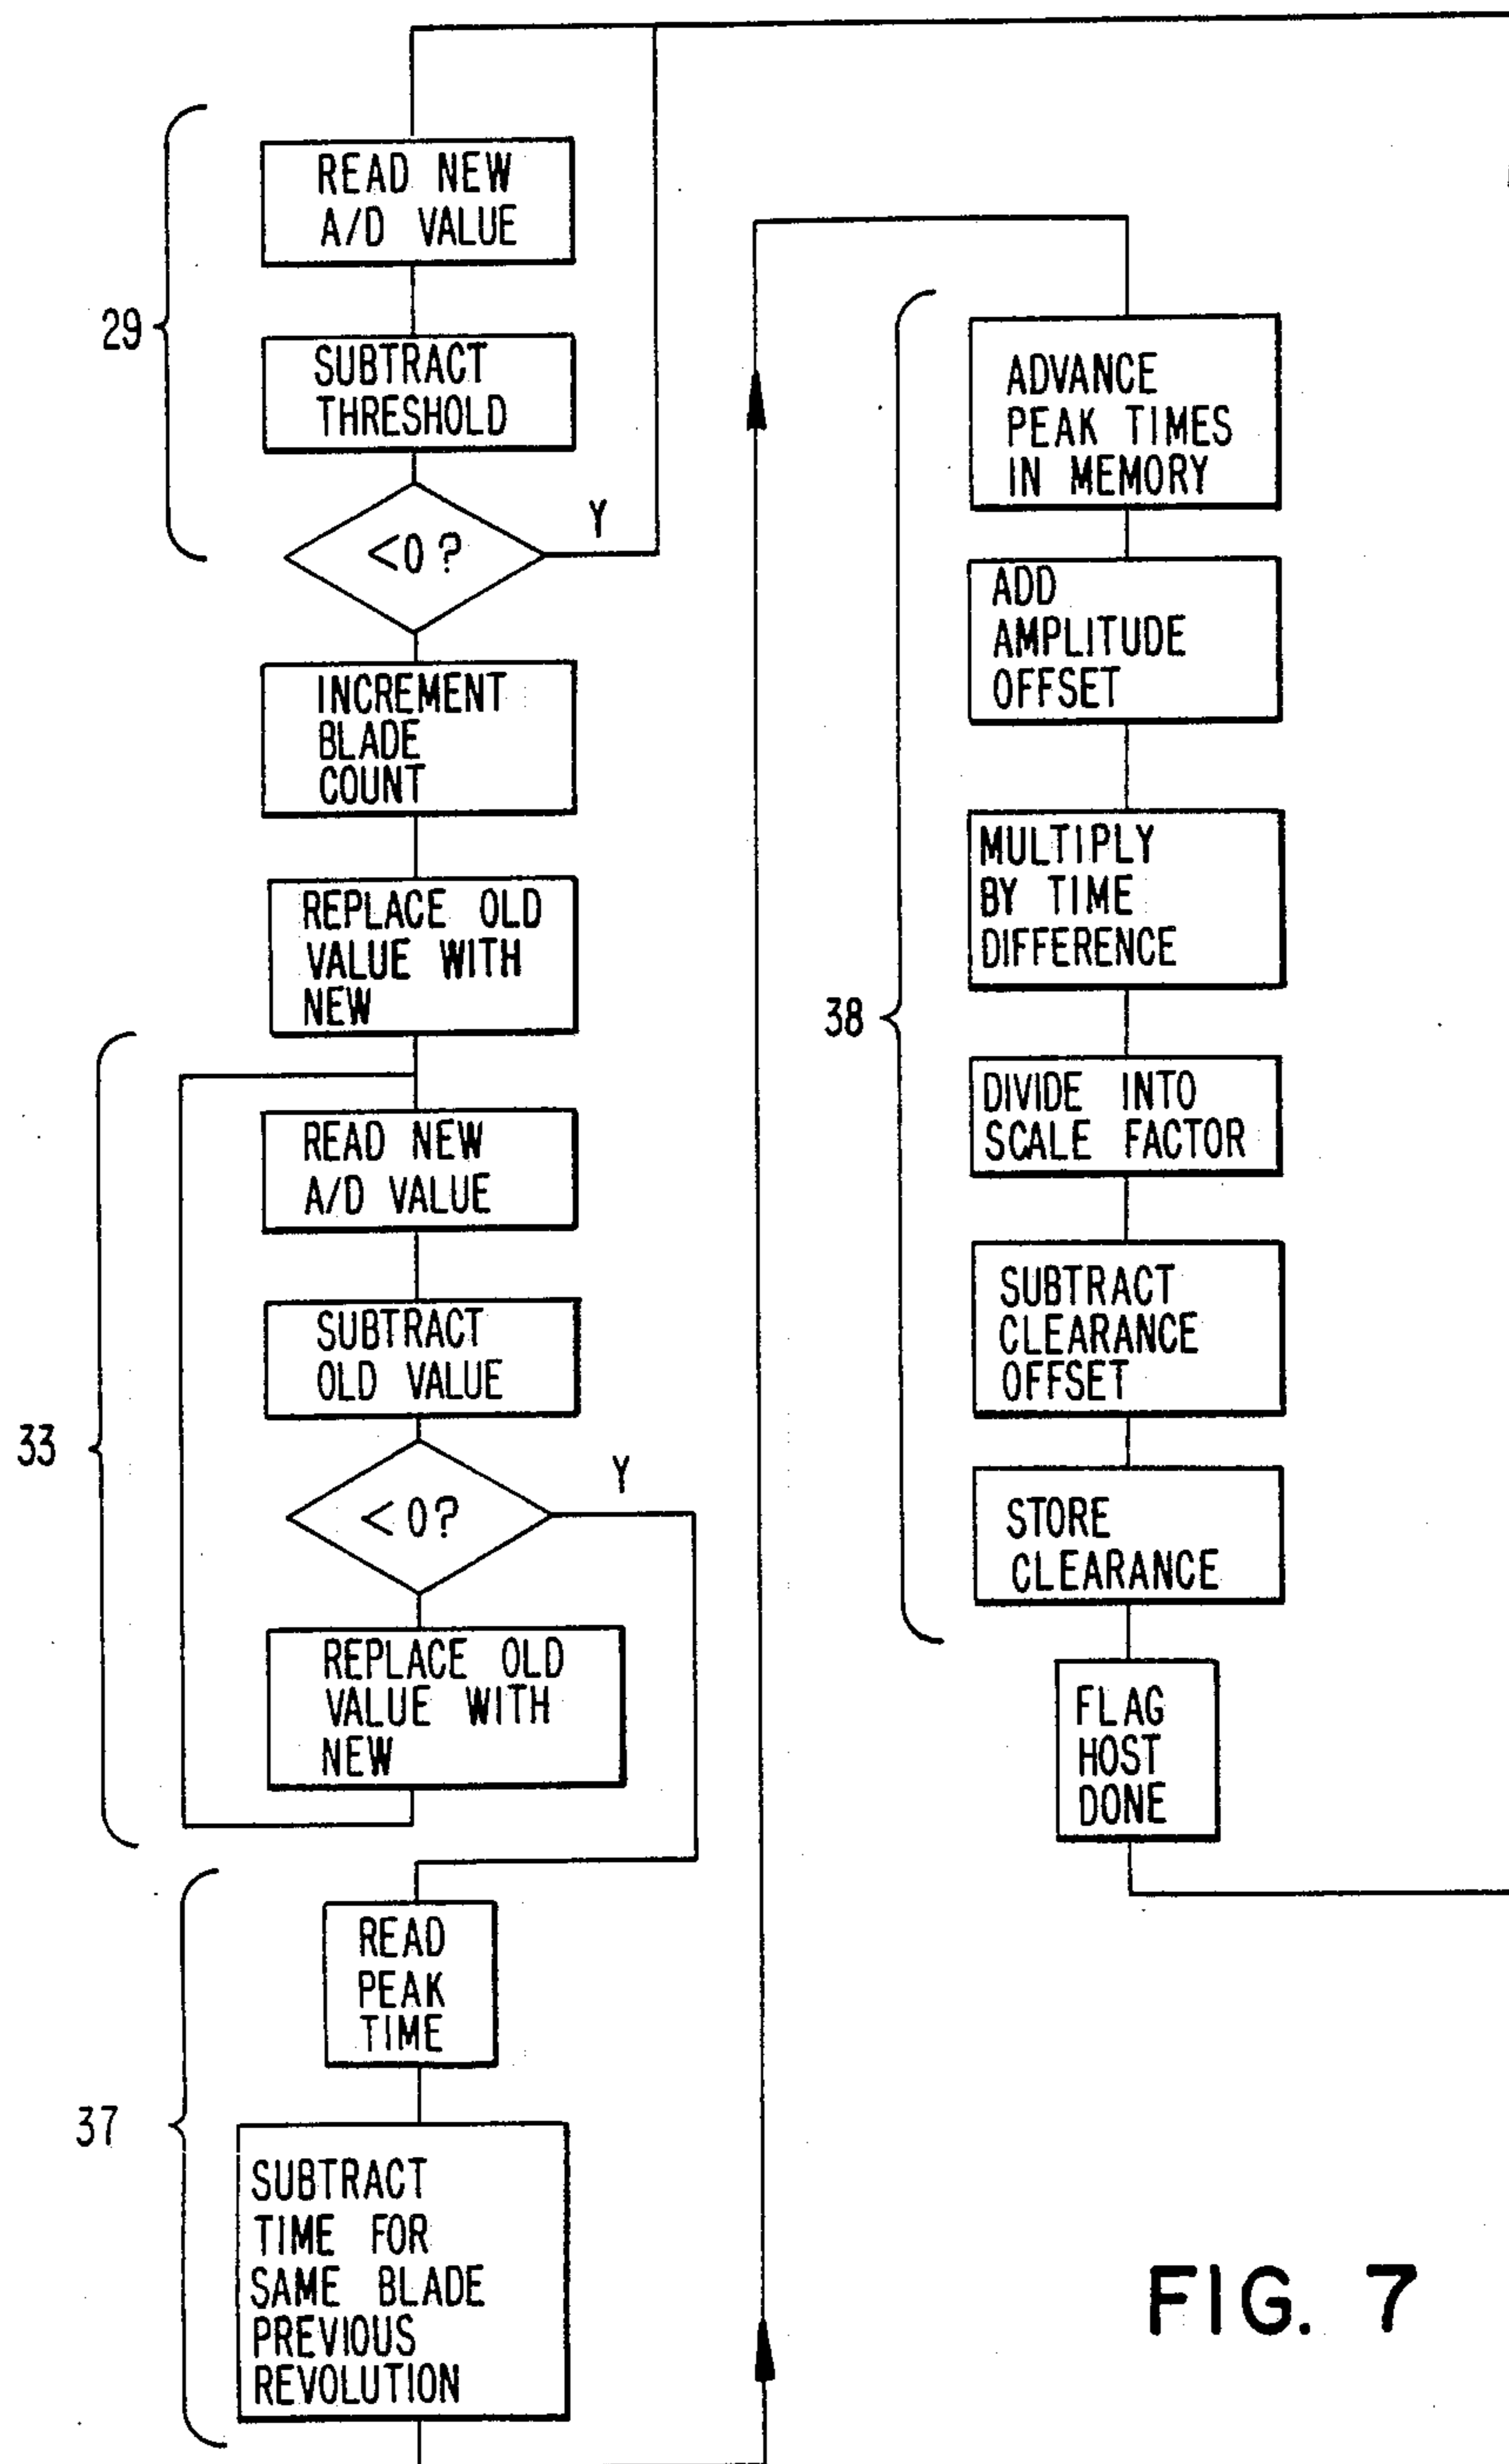 29
READ NEW
A/D VALUE
SUBTRACT
THRESHOLD
<0?
Y
INCREMENT
BLADE
COUNT
REPLACE OLD
VALUE WITH
NEW
33
READ NEW
A/D VALUE
SUBTRACT
OLD VALUE
<0?
Y
REPLACE OLD
VALUE WITH
NEW
37
READ
PEAK
TIME
SUBTRACT
TIME FOR
SAME BLADE
PREVIOUS
REVOLUTION
38
ADVANCE
PEAK TIMES
IN MEMORY
ADD
AMPLITUDE
OFFSET
MULTIPLY
BY TIME
DIFFERENCE
DIVIDE INTO
SCALE FACTOR
SUBTRACT
CLEARANCE
OFFSET
STORE
CLEARANCE
FLAG
HOST
DONE
FIG. 7